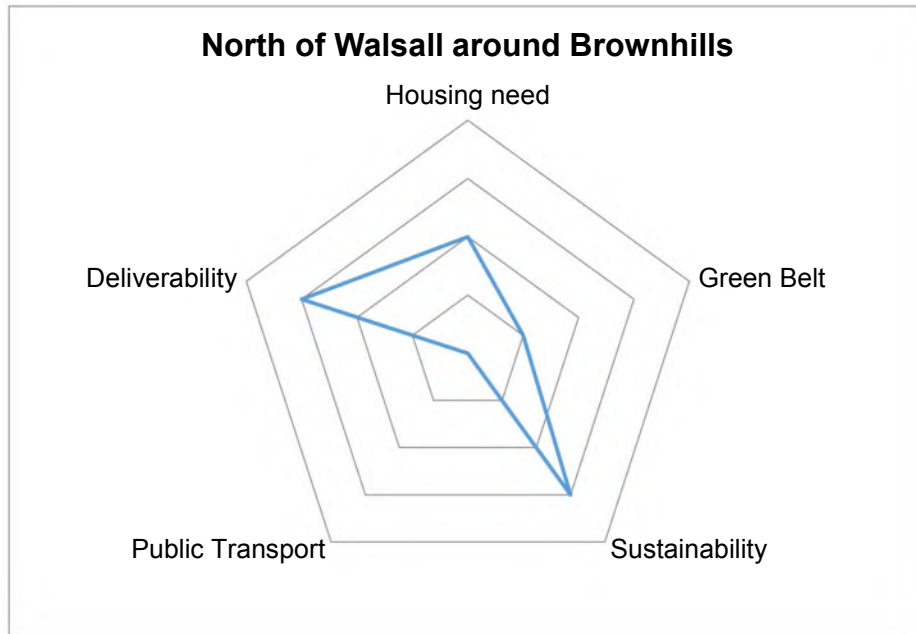 North of Walsall around Brownhills
Housing need
Deliverability
Green Belt
Public Transport
Sustainability